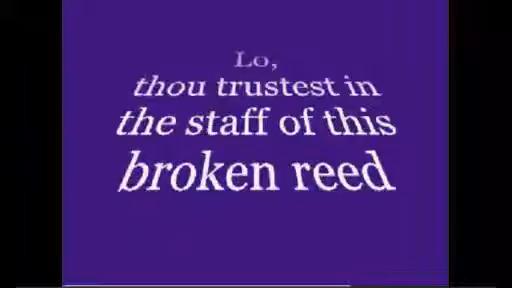 Lo,
thou trustest in
the staff of this
broken reed